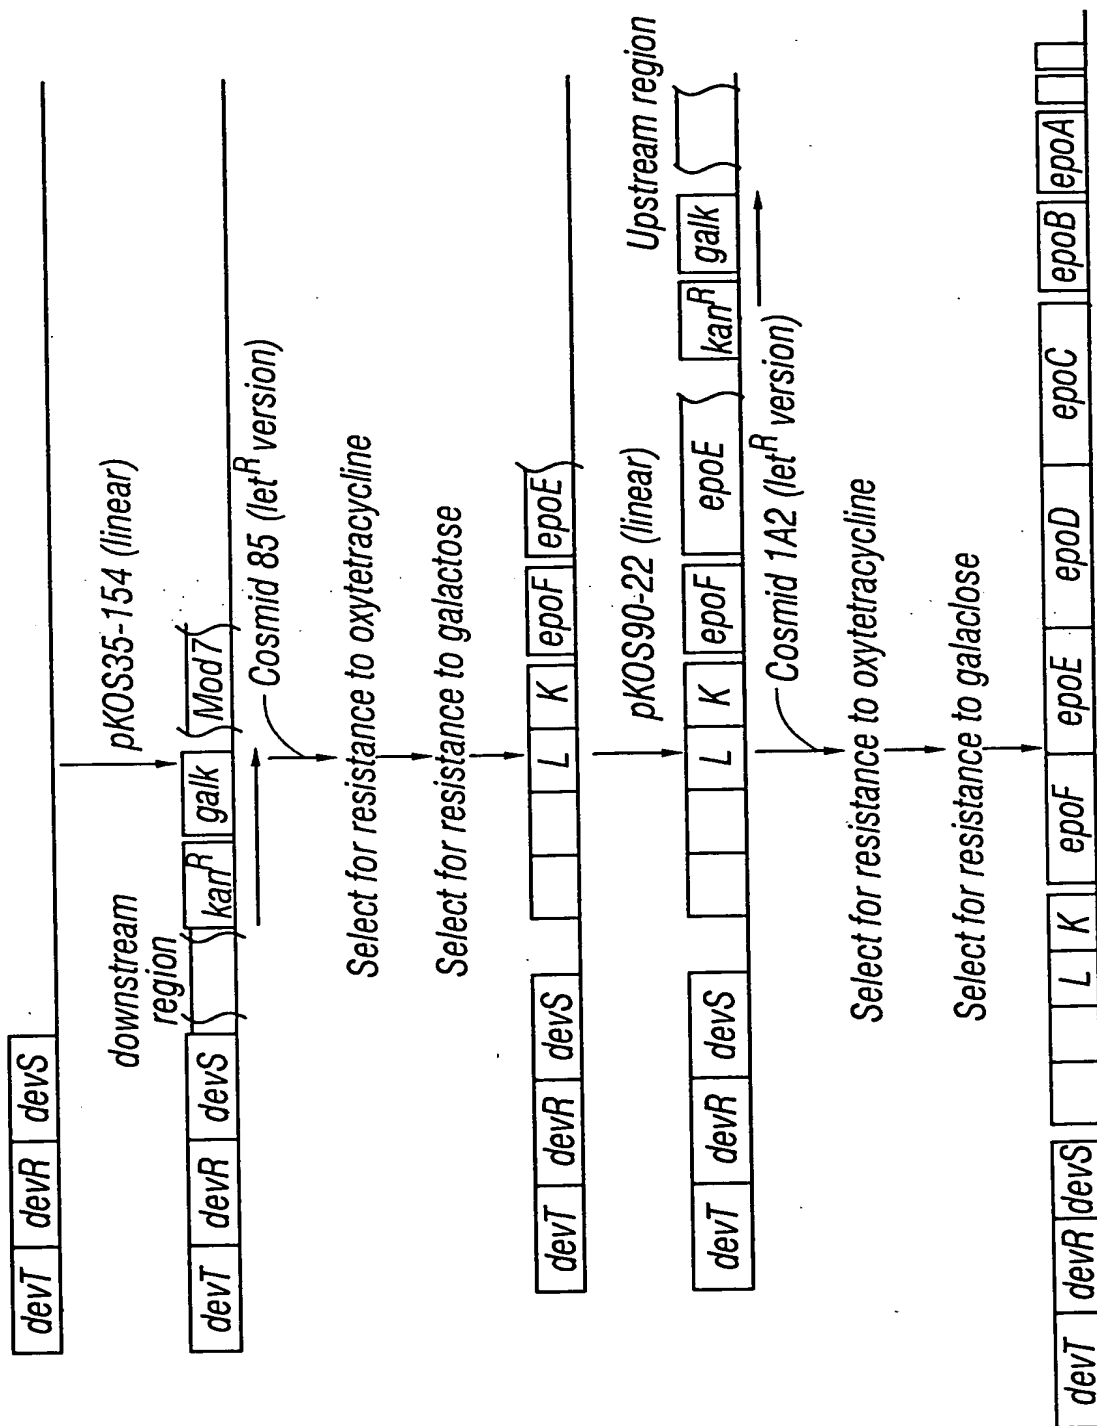 devT devR devS
pKOS35-154 (linear)
downstream
region
devT devR devS kanR galk Mod7
Cosmid 85 (letR version)
Select for resistance to oxytetracycline
Select for resistance to galactose
devT devR devS L K epoF epoE
pKOS90-22 (linear)
Upstream region
devT devR devS L K epoF epoE kanR galk
Cosmid 1A2 (letR version)
Select for resistance to oxytetracycline
Select for resistance to galaclose
devT devR devS L K epoF epoE epoD epoC epoB epoA